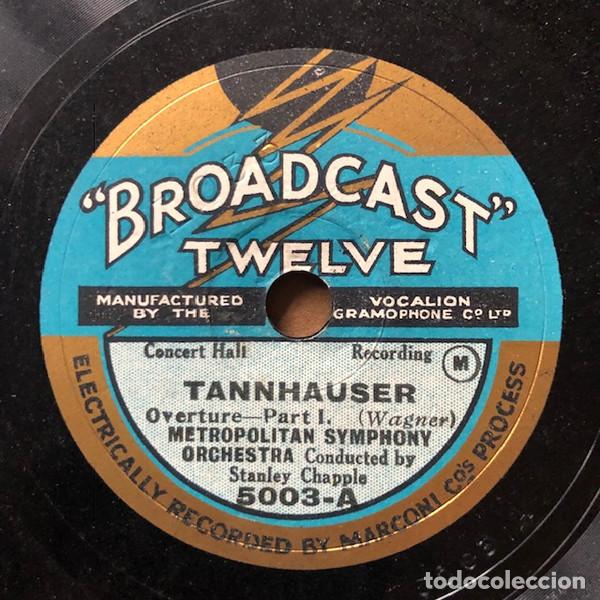 "BROADCAST"
TWELVE
MANUFACTURED BY THE VOCALION GRAMOPHONE Co LTD
Concert Hall Recording M
TANNHAUSER
Overture—Part I. (Wagner)
METROPOLITAN SYMPHONY
ORCHESTRA Conducted by
Stanley Chapple
5003-A
ELECTRICALLY RECORDED BY MARCONI Co's PROCESS
todocoleccion